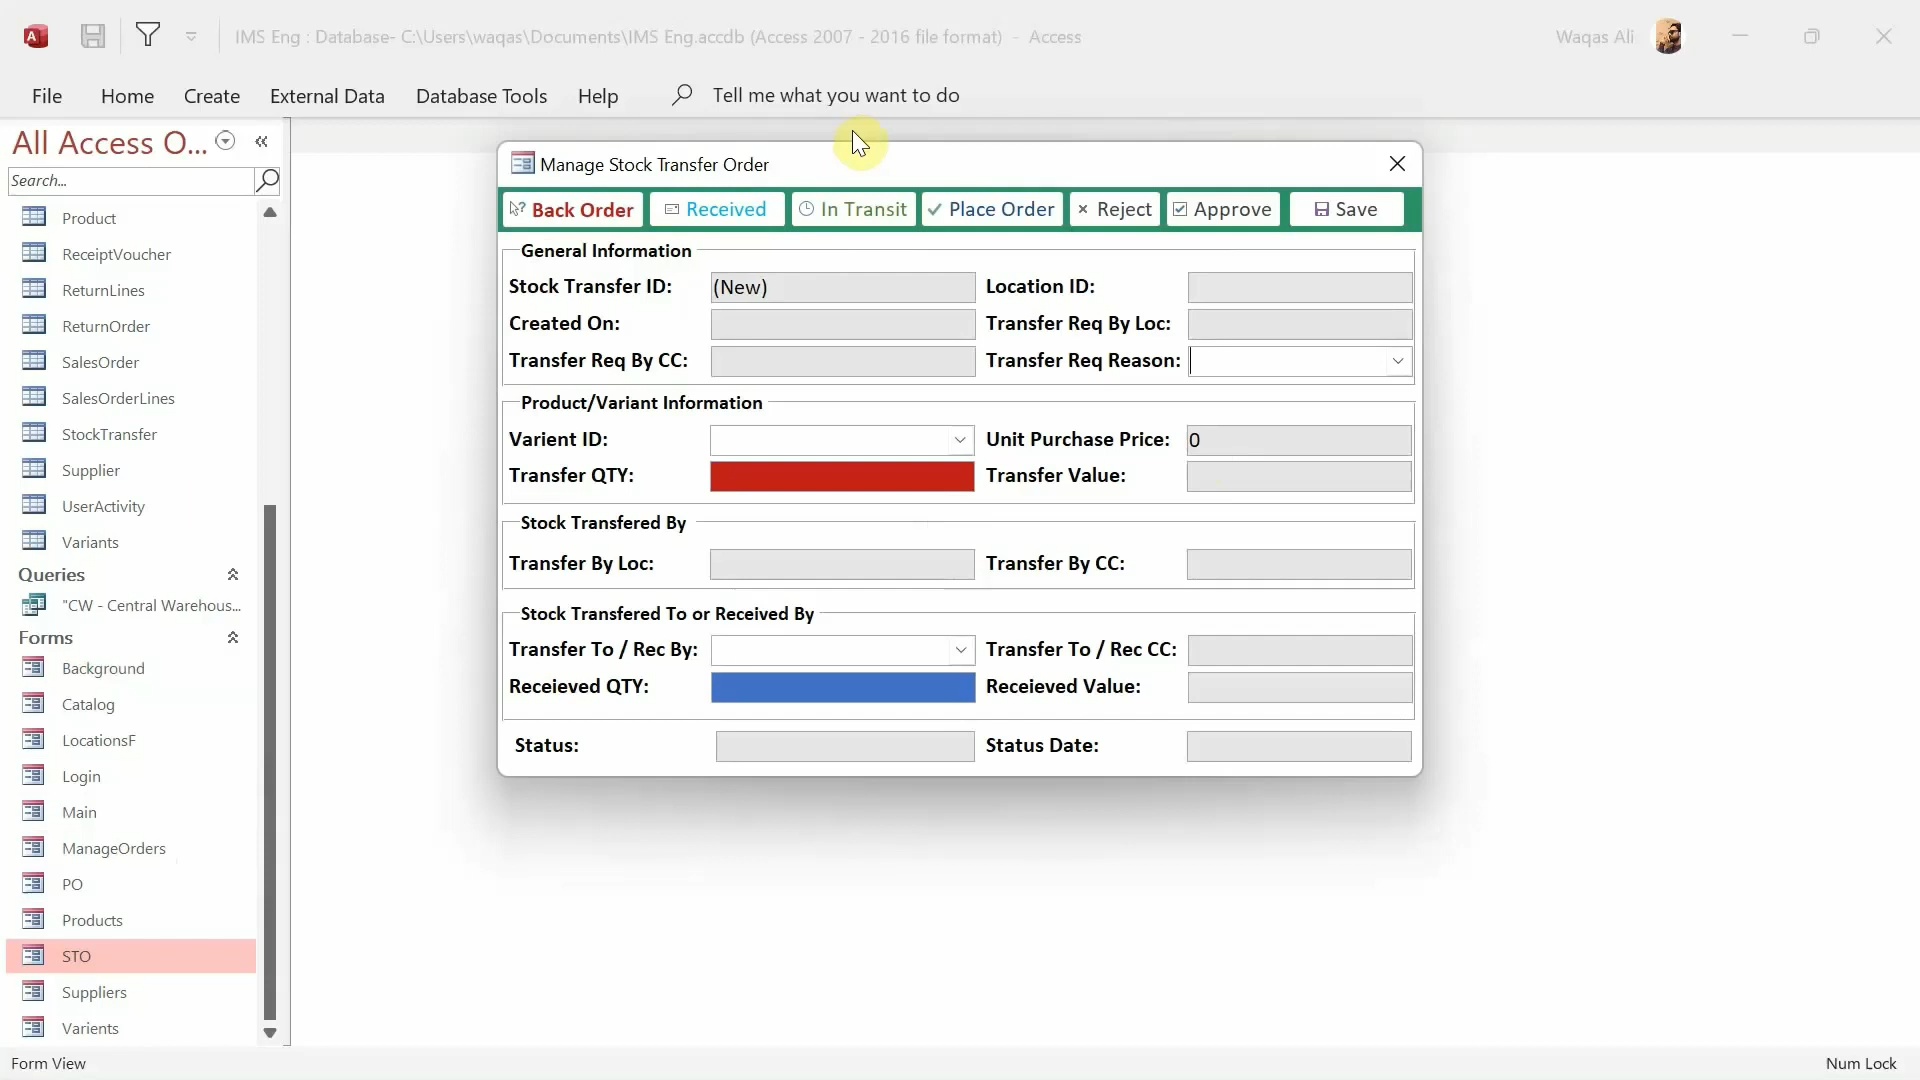 IMS Eng : Database- C:\Users\waqas\Documents\IMS Eng.accdb (Access 2007 - 2016 file format) - Access
Waqas Ali
File Home Create External Data Database Tools Help Tell me what you want to do
All Access O...
Search...
Product
ReceiptVoucher
ReturnLines
ReturnOrder
SalesOrder
SalesOrderLines
StockTransfer
Supplier
UserActivity
Variants
Queries
"CW - Central Warehous...
Forms
Background
Catalog
LocationsF
Login
Main
ManageOrders
PO
Products
STO
Suppliers
Varients
Manage Stock Transfer Order
Back Order Received In Transit Place Order Reject Approve Save
General Information
Stock Transfer ID: (New) Location ID:
Created On: Transfer Req By Loc:
Transfer Req By CC: Transfer Req Reason:
Product/Variant Information
Varient ID: Unit Purchase Price: 0
Transfer QTY: Transfer Value:
Stock Transfered By
Transfer By Loc: Transfer By CC:
Stock Transfered To or Received By
Transfer To / Rec By: Transfer To / Rec CC:
Receieved QTY: Receieved Value:
Status: Status Date:
Form View
Num Lock